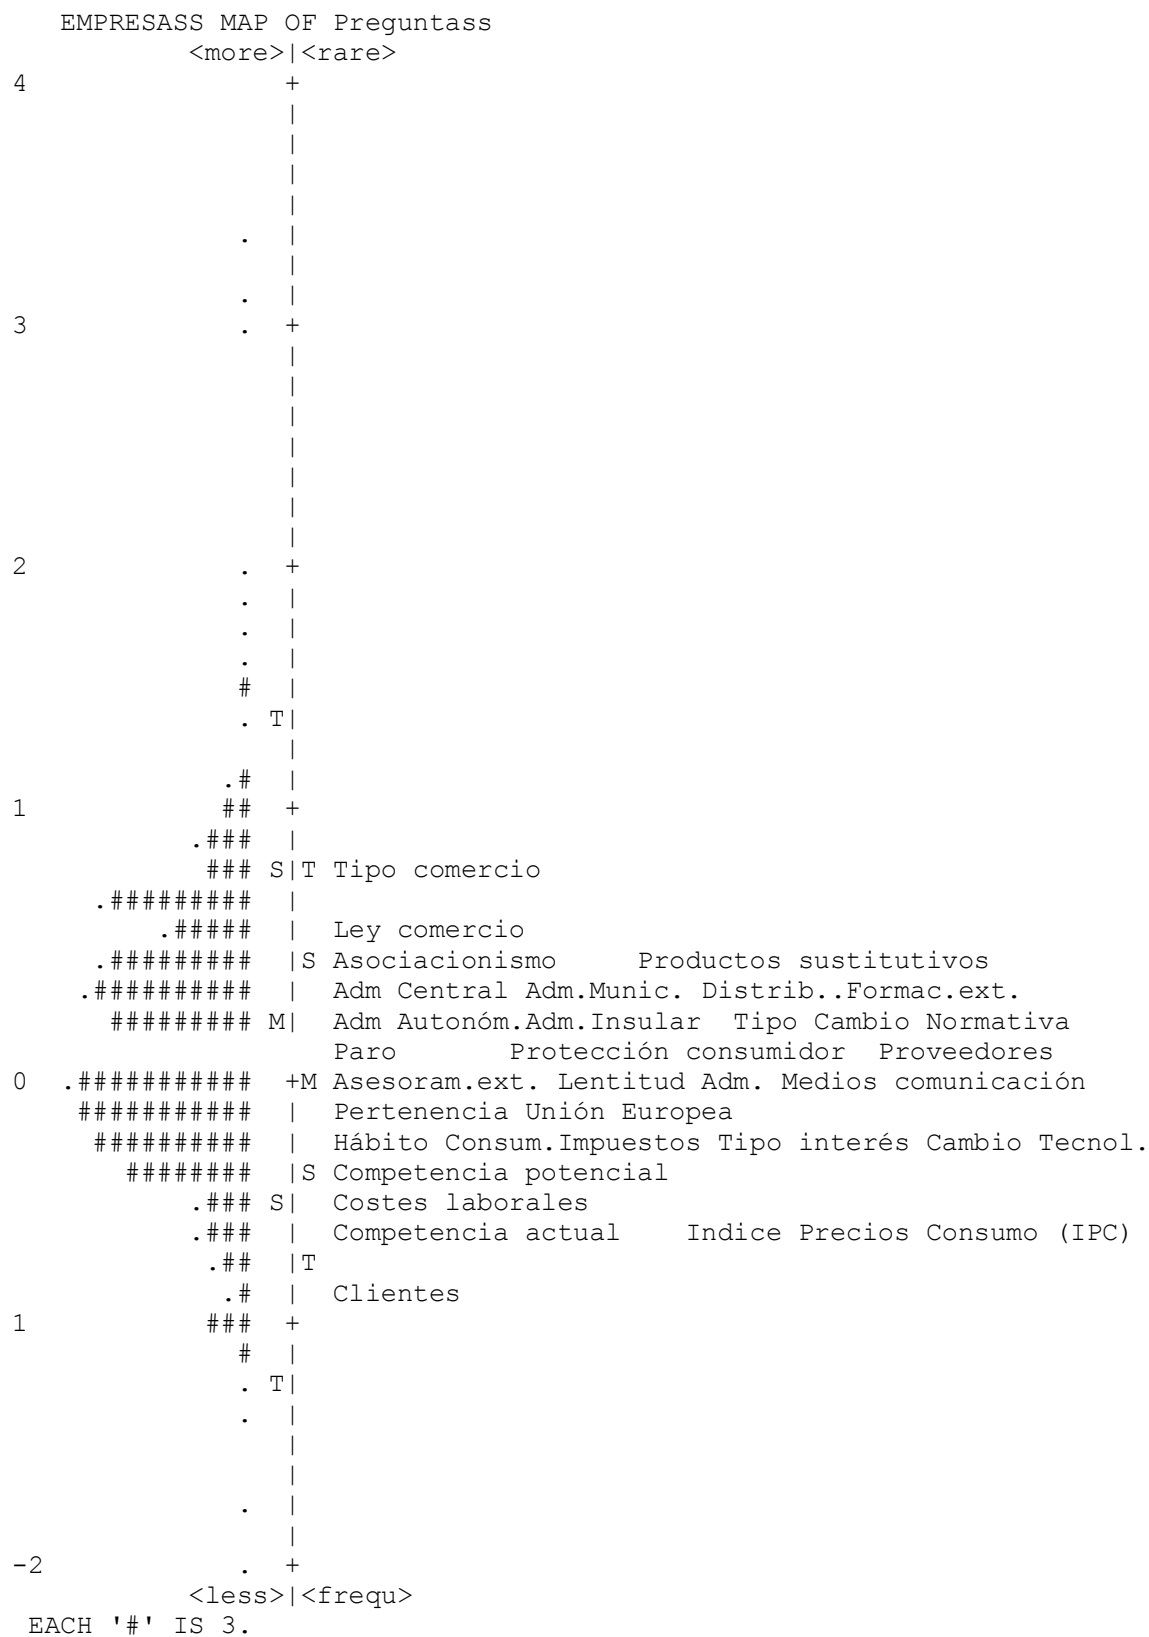 EMPRESASS MAP OF Preguntass
<more>|<rare>
4                 +
                  |
                  |
                  |
                  |
               .  |
                  |
               .  |
3              .  +
                  |
                  |
                  |
                  |
                  |
                  |
                  |
2              .  +
               .  |
               .  |
               .  |
               #  |
               . T|
                  |
              .#  |
1             ##  +
            .###  |
             ### S|T Tipo comercio
      .#########  |
          .#####  |  Ley comercio
      .#########  |S Asociacionismo     Productos sustitutivos
     .##########  |  Adm Central Adm.Munic. Distrib..Formac.ext.
       ######### M|  Adm Autonóm.Adm.Insular  Tipo Cambio Normativa
                     Paro       Protección consumidor  Proveedores
0   .###########  +M Asesoram.ext. Lentitud Adm. Medios comunicación
     ###########  |  Pertenencia Unión Europea
      ##########  |  Hábito Consum.Impuestos Tipo interés Cambio Tecnol.
        ########  |S Competencia potencial
            .### S|  Costes laborales
            .###  |  Competencia actual    Indice Precios Consumo (IPC)
             .##  |T
              .#  |  Clientes
1            ###  +
               #  |
               . T|
               .  |
                  |
                  |
               .  |
                  |
-2             .  +
<less>|<frequ>
EACH '#' IS 3.